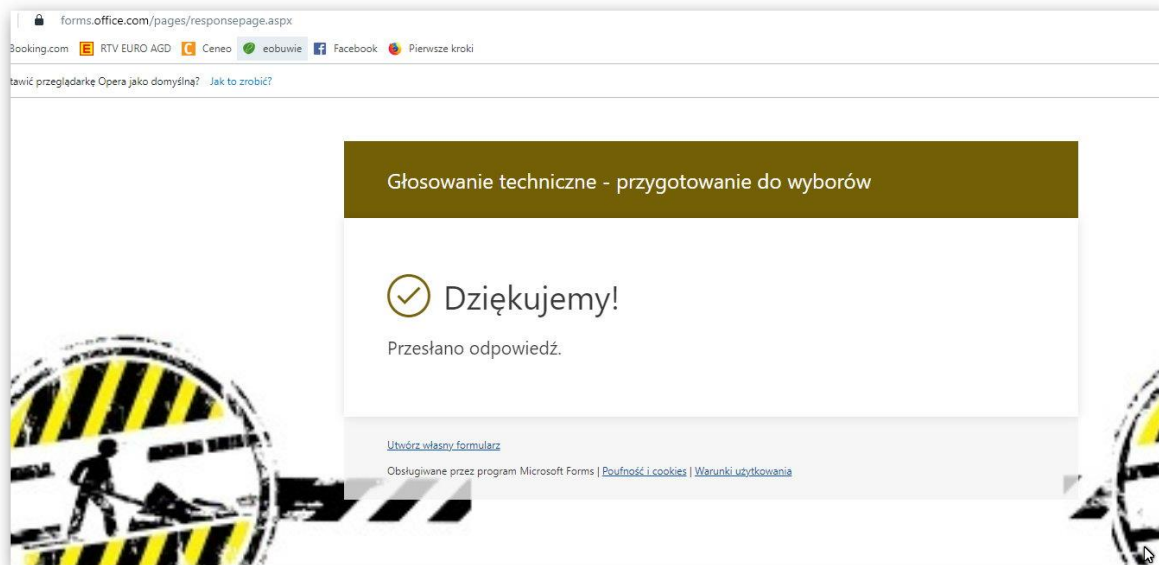 forms.office.com/pages/responsepage.aspx
Booking.com RTV EURO AGD Ceneo eobuwie Facebook Pierwsze kroki
tawić przeglądarkę Opera jako domyślną? Jak to zrobić?
Głosowanie techniczne - przygotowanie do wyborów
Dziękujemy!
Przesłano odpowiedź.
Utwórz własny formularz
Obsługiwane przez program Microsoft Forms | Poufność i cookies | Warunki użytkowania